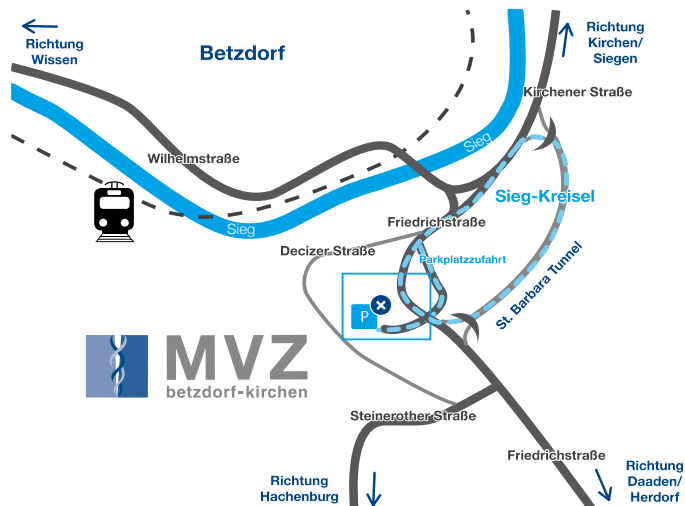 Richtung
Wissen
Betzdorf
Richtung
Kirchen/
Siegen
Kirchener Straße
Sieg
Wilhelmstraße
Sieg-Kreisel
Friedrichstraße
Sieg
Decizer Straße
Parkplatzzufahrt
St. Barbara Tunnel
P
MVZ
betzdorf-kirchen
Steinerother Straße
Friedrichstraße
Richtung
Hachenburg
Richtung
Daaden/
Herdorf